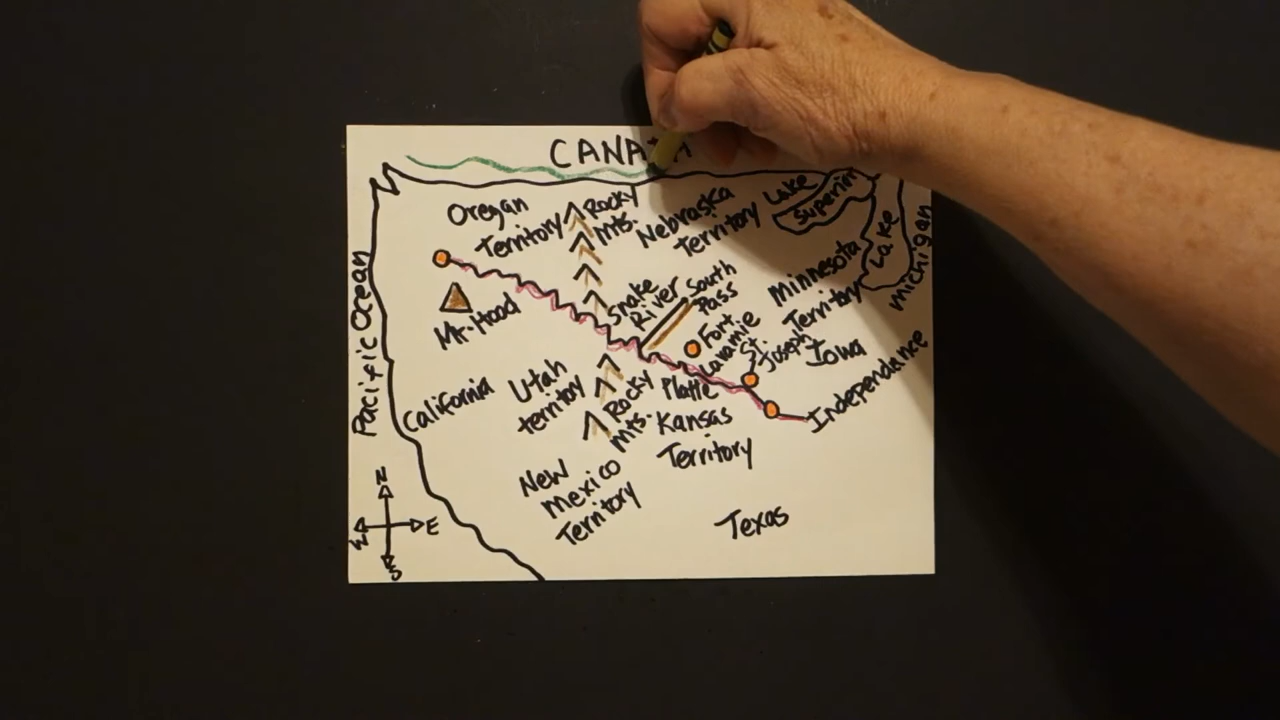 CANADA
Oregan
Territory
Rocky
Mts.
Nebraska
Territory
Lake
Superior
Lake
Michigan
Minnesota
Territory
Pacific Ocean
Mt. Hood
Snake
River
South
Pass
Fort
Laramie
St.
Joseph
Iowa
Independance
California
Utah
territory
Rocky
Mts.
Platte
Kansas
Territory
New
Mexico
Territory
Texas
N
W
E
S